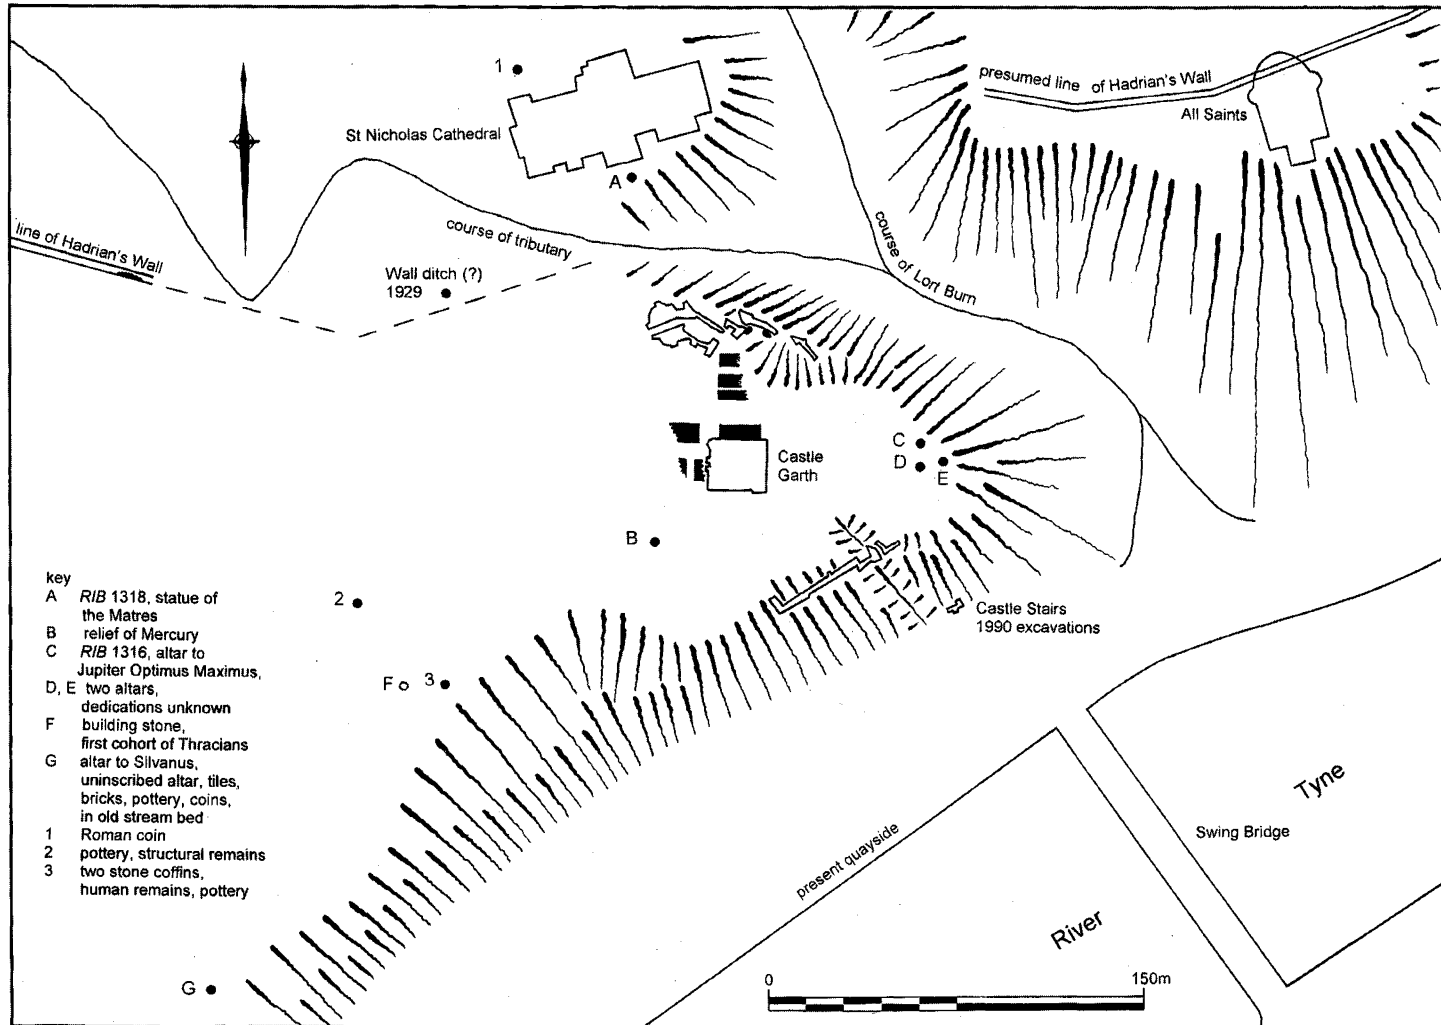 1
St Nicholas Cathedral
A
presumed line of Hadrian's Wall
All Saints
line of Hadrian's Wall
course of tributary
course of Lort Burn
Wall ditch (?)
1929
Castle
Garth
C
D
E
B
2
F
3
G
Castle Stairs
1990 excavations
key
A RIB 1318, statue of
the Matres
B relief of Mercury
C RIB 1316, altar to
Jupiter Optimus Maximus,
D, E two altars,
dedications unknown
F building stone,
first cohort of Thracians
G altar to Silvanus,
uninscribed altar, tiles,
bricks, pottery, coins,
in old stream bed
1 Roman coin
2 pottery, structural remains
3 two stone coffins,
human remains, pottery
present quayside
River
Tyne
Swing Bridge
0 150m